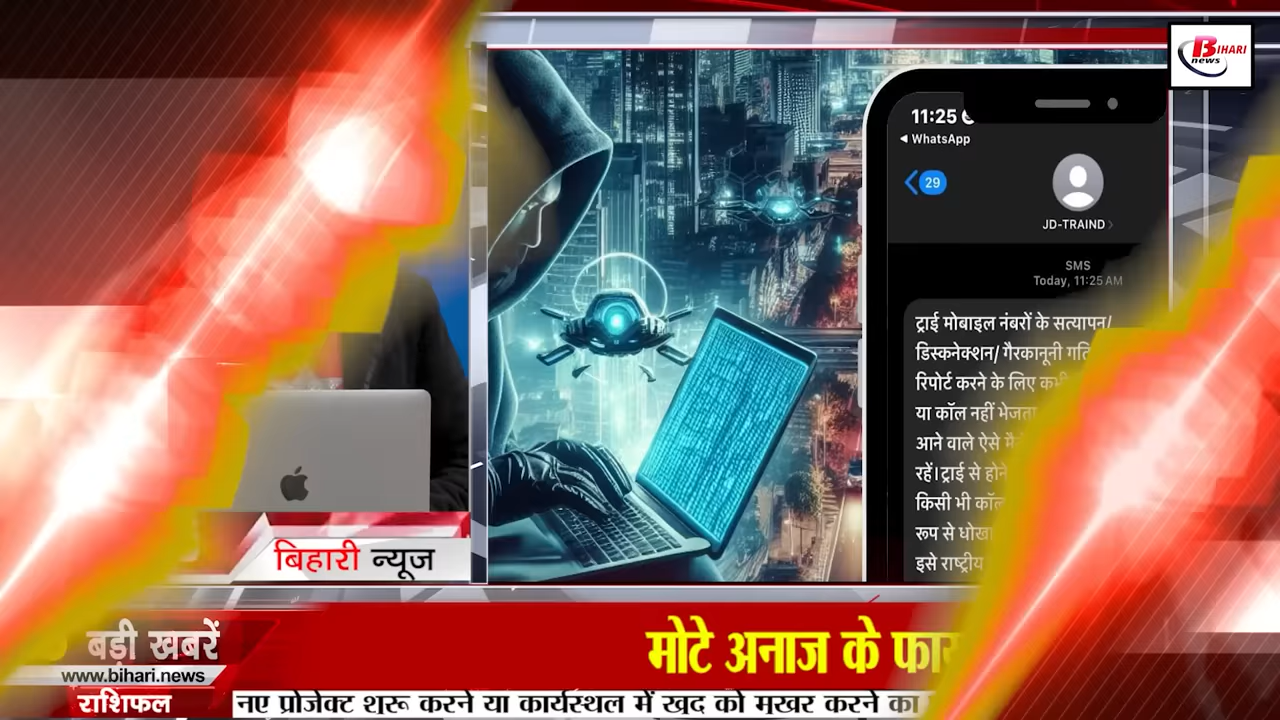 BIHARI
news
11:25
WhatsApp
29
JD-TRAIND
SMS
Today, 11:25 AM
ट्राई मोबाइल नंबरों के सत्यापन/
डिस्कनेक्शन/ गैरकानूनी
रिपोर्ट करने के लिए
या कॉल नहीं
आने वाले ऐसे
रहें।ट्राई से
किसी भी
रूप से
इसे राष्ट्रीय
बिहारी न्यूज
बड़ी खबरें
www.bihari.news
मोटे अनाज के
राशिफल
नए प्रोजेक्ट शुरू करने या कार्यस्थल में खुद को मुखर करने का